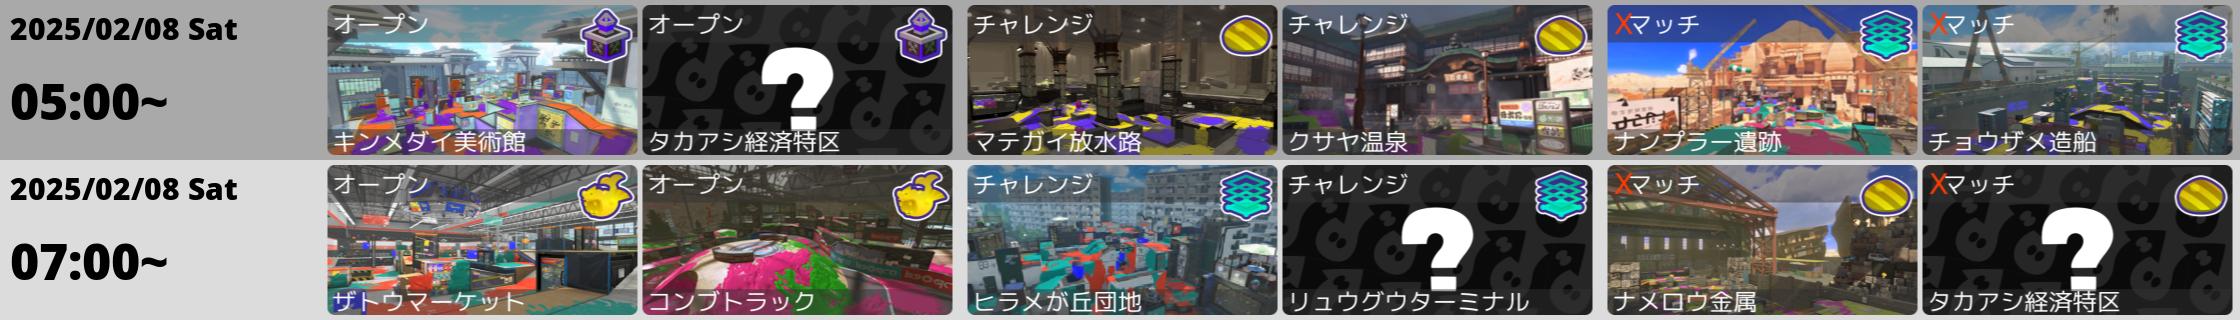 2025/02/08 Sat
05:00~
オープン
キンメダイ美術館
オープン
?
タカアシ経済特区
チャレンジ
マテガイ放水路
チャレンジ
クサヤ温泉
Xマッチ
ナンプラー遺跡
Xマッチ
チョウザメ造船
2025/02/08 Sat
07:00~
オープン
ザトウマーケット
オープン
コンブトラック
チャレンジ
ヒラメが丘団地
チャレンジ
?
リュウグウターミナル
Xマッチ
ナメロウ金属
Xマッチ
?
タカアシ経済特区